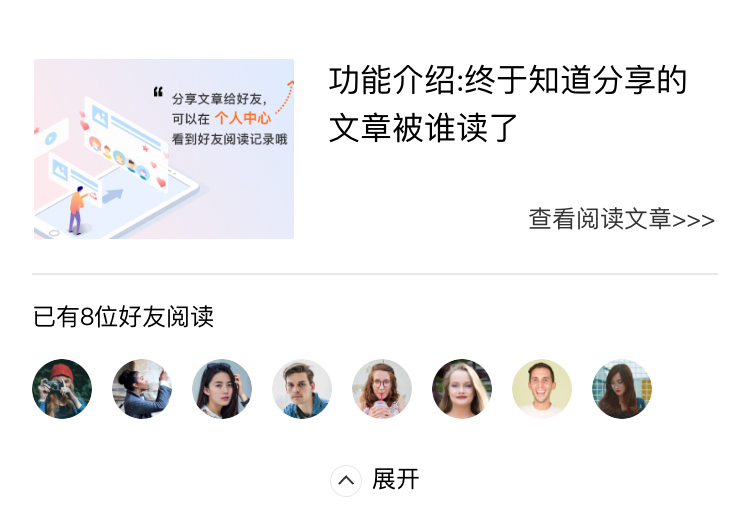 “
分享文章给好友，
可以在 个人中心
看到好友阅读记录哦
功能介绍:终于知道分享的
文章被谁读了
查看阅读文章>>>
已有8位好友阅读
展开